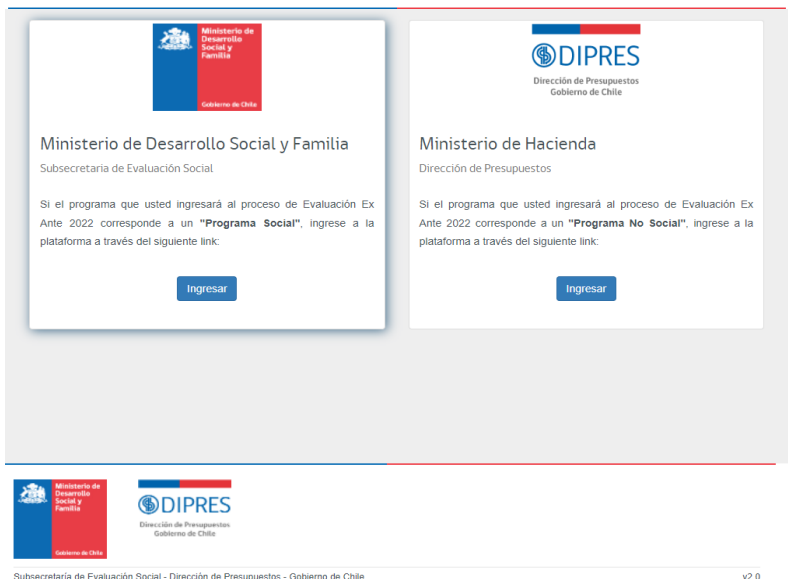 Ministerio de
Desarrollo
Social y
Familia
Gobierno de Chile
Ministerio de Desarrollo Social y Familia
Subsecretaria de Evaluación Social
Si el programa que usted ingresará al proceso de Evaluación Ex
Ante 2022 corresponde a un "Programa Social", ingrese a la
plataforma a través del siguiente link:
Ingresar
DIPRES
Dirección de Presupuestos
Gobierno de Chile
Ministerio de Hacienda
Dirección de Presupuestos
Si el programa que usted ingresará al proceso de Evaluación Ex
Ante 2022 corresponde a un "Programa No Social", ingrese a la
plataforma a través del siguiente link:
Ingresar
Ministerio de
Desarrollo
Social y
Familia
Gobierno de Chile
DIPRES
Dirección de Presupuestos
Gobierno de Chile
Subsecretaría de Evaluación Social - Dirección de Presupuestos - Gobierno de Chile
v2.0